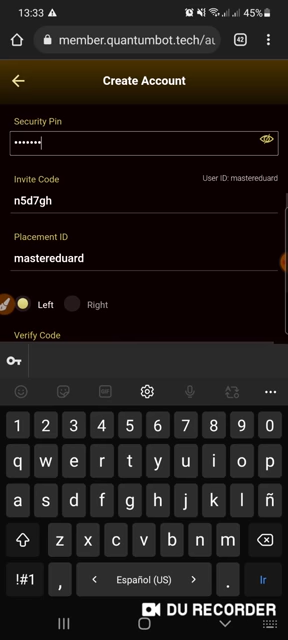 13:33
45%
member.quantumbot.tech/au
42
Create Account
Security Pin
•••••••
Invite Code
User ID: mastereduard
n5d7gh
Placement ID
mastereduard
Left
Right
Verify Code
GIF
1 2 3 4 5 6 7 8 9 0
q w e r t y u i o p
a s d f g h j k l ñ
z x c v b n m
!#1 , < Español (US) > . Ir
DU RECORDER